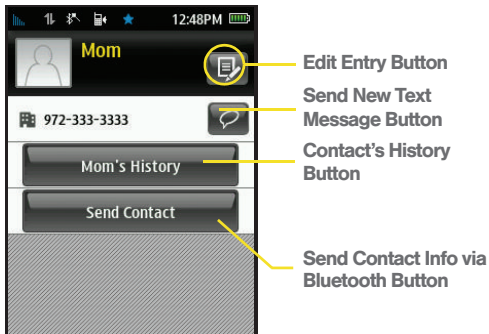 12:48PM
Mom
Edit Entry Button
Send New Text
Message Button
972-333-3333
Contact's History
Button
Mom's History
Send Contact
Send Contact Info via
Bluetooth Button